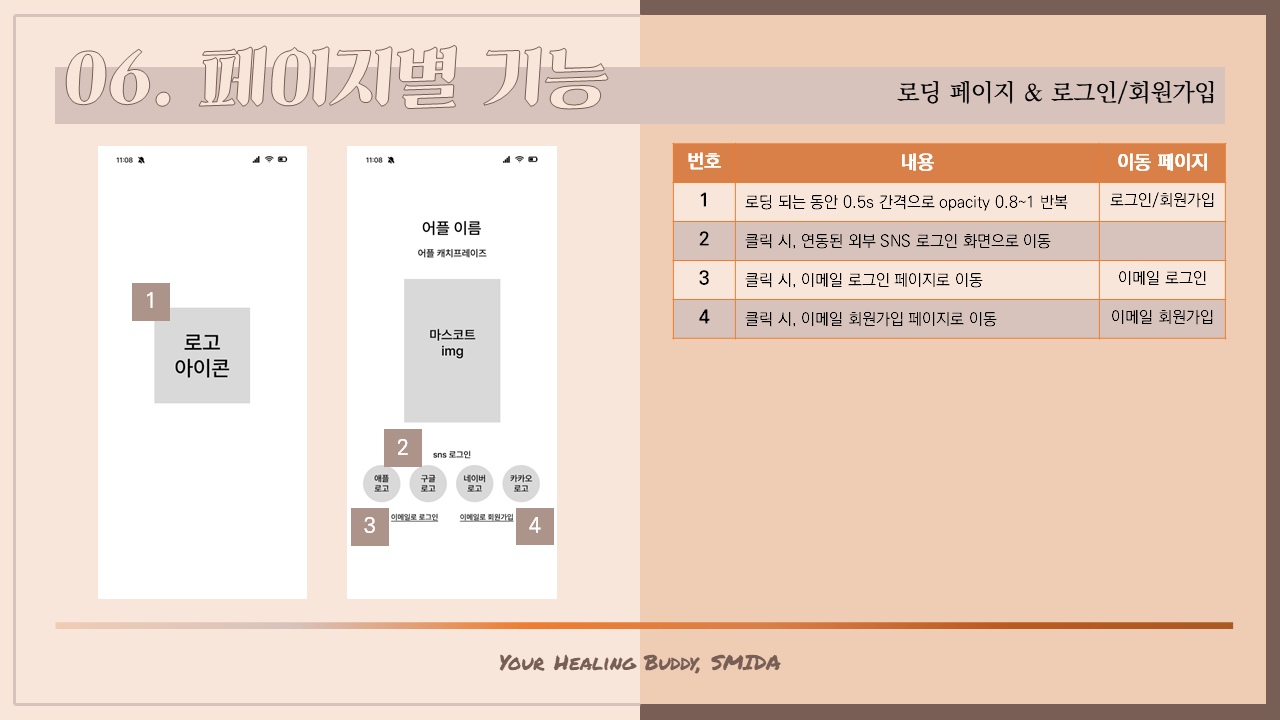 06. 페이지별 기능
로딩 페이지 & 로그인/회원가입
11:08
1
로고
아이콘
11:08
어플 이름
어플 캐치프레이즈
마스코트
img
2
sns 로그인
애플
로고
구글
로고
네이버
로고
카카오
로고
3
이메일로 로그인
이메일로 회원가입
4
번호 내용 이동 페이지
1 로딩 되는 동안 0.5s 간격으로 opacity 0.8~1 반복 로그인/회원가입
2 클릭 시, 연동된 외부 SNS 로그인 화면으로 이동
3 클릭 시, 이메일 로그인 페이지로 이동 이메일 로그인
4 클릭 시, 이메일 회원가입 페이지로 이동 이메일 회원가입
Your Healing Buddy, SMIDA